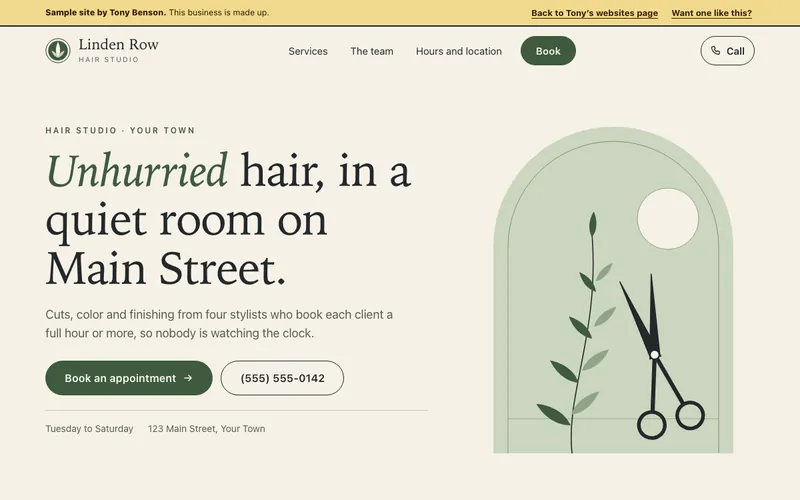 Sample site by Tony Benson. This business is made up.
Back to Tony's websites page
Want one like this?
Linden Row
HAIR STUDIO
Services
The team
Hours and location
Book
Call
HAIR STUDIO · YOUR TOWN
Unhurried hair, in a
quiet room on
Main Street.
Cuts, color and finishing from four stylists who book each client a
full hour or more, so nobody is watching the clock.
Book an appointment →
(555) 555-0142
Tuesday to Saturday
123 Main Street, Your Town